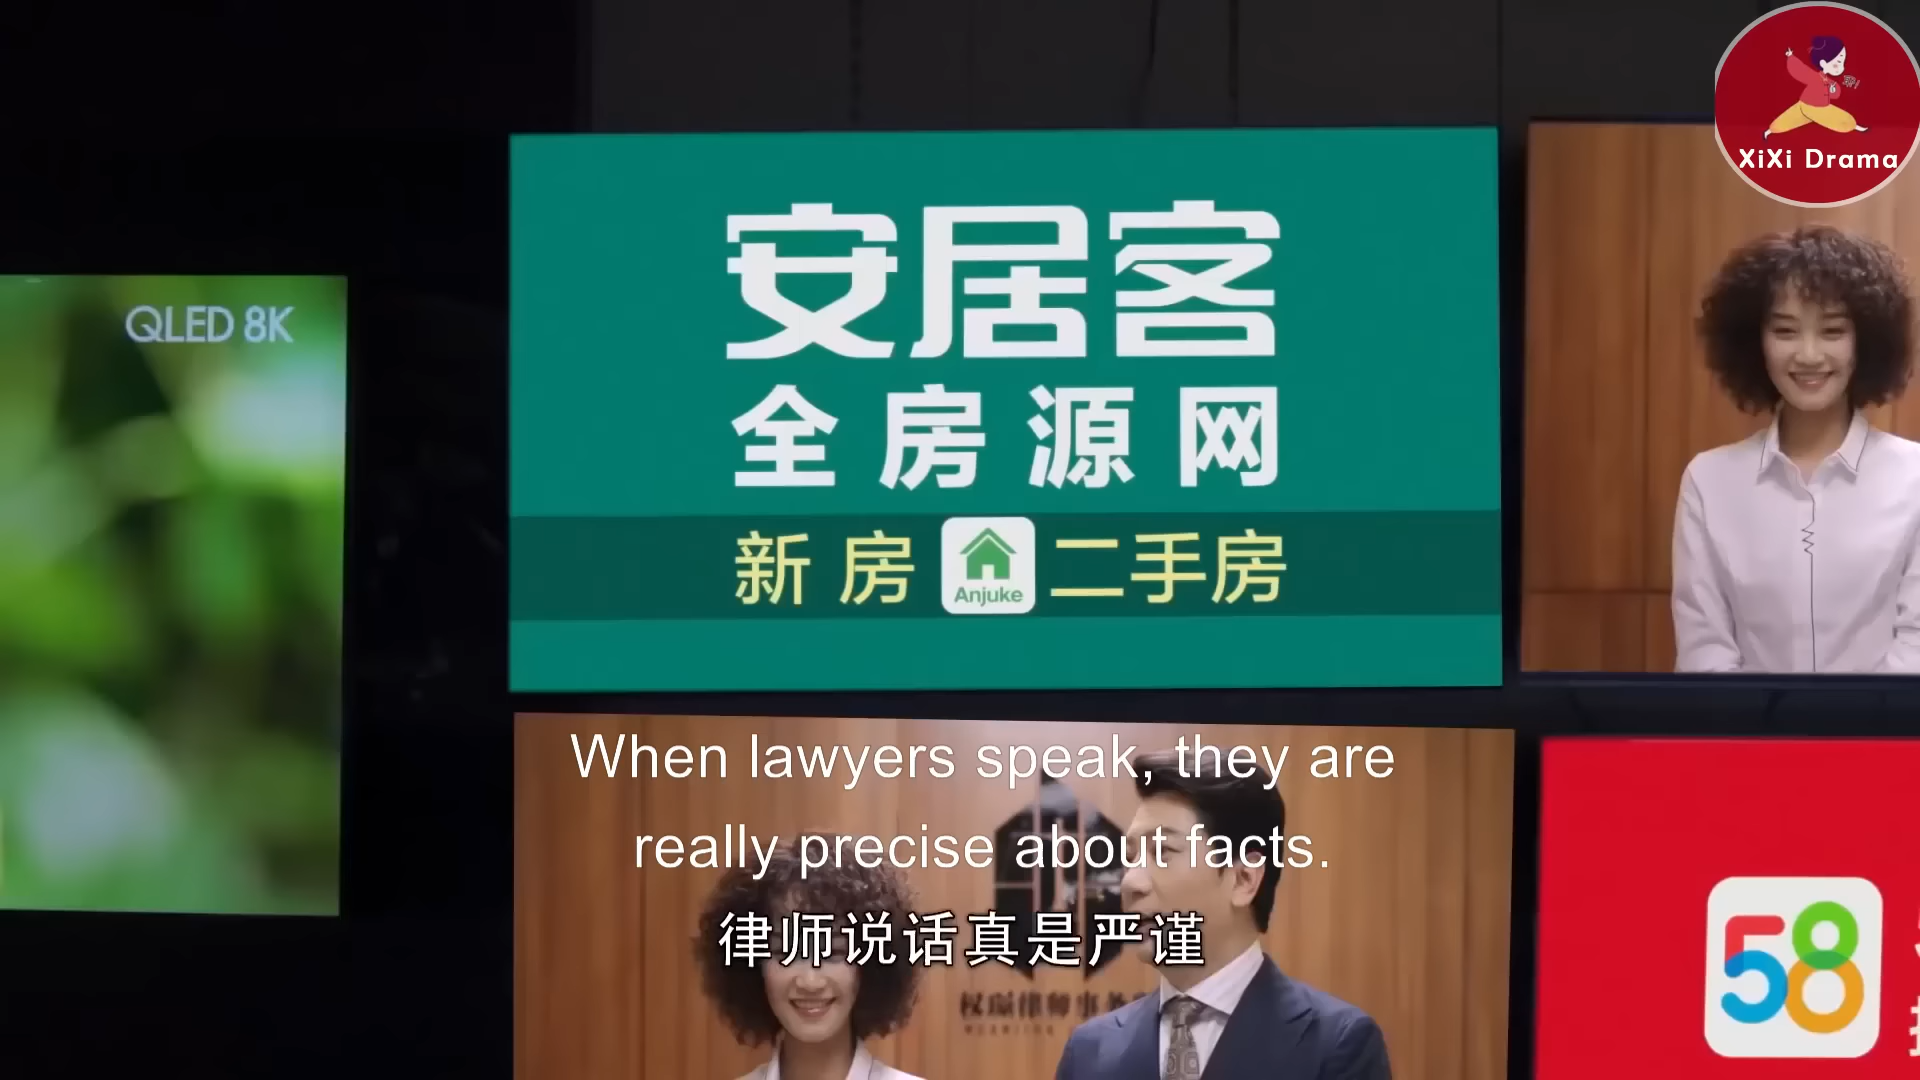 XiXi Drama
QLED 8K
安居客
全房源网
新房
Anjuke
二手房
When lawyers speak, they are
really precise about facts.
律师说话真是严谨
58